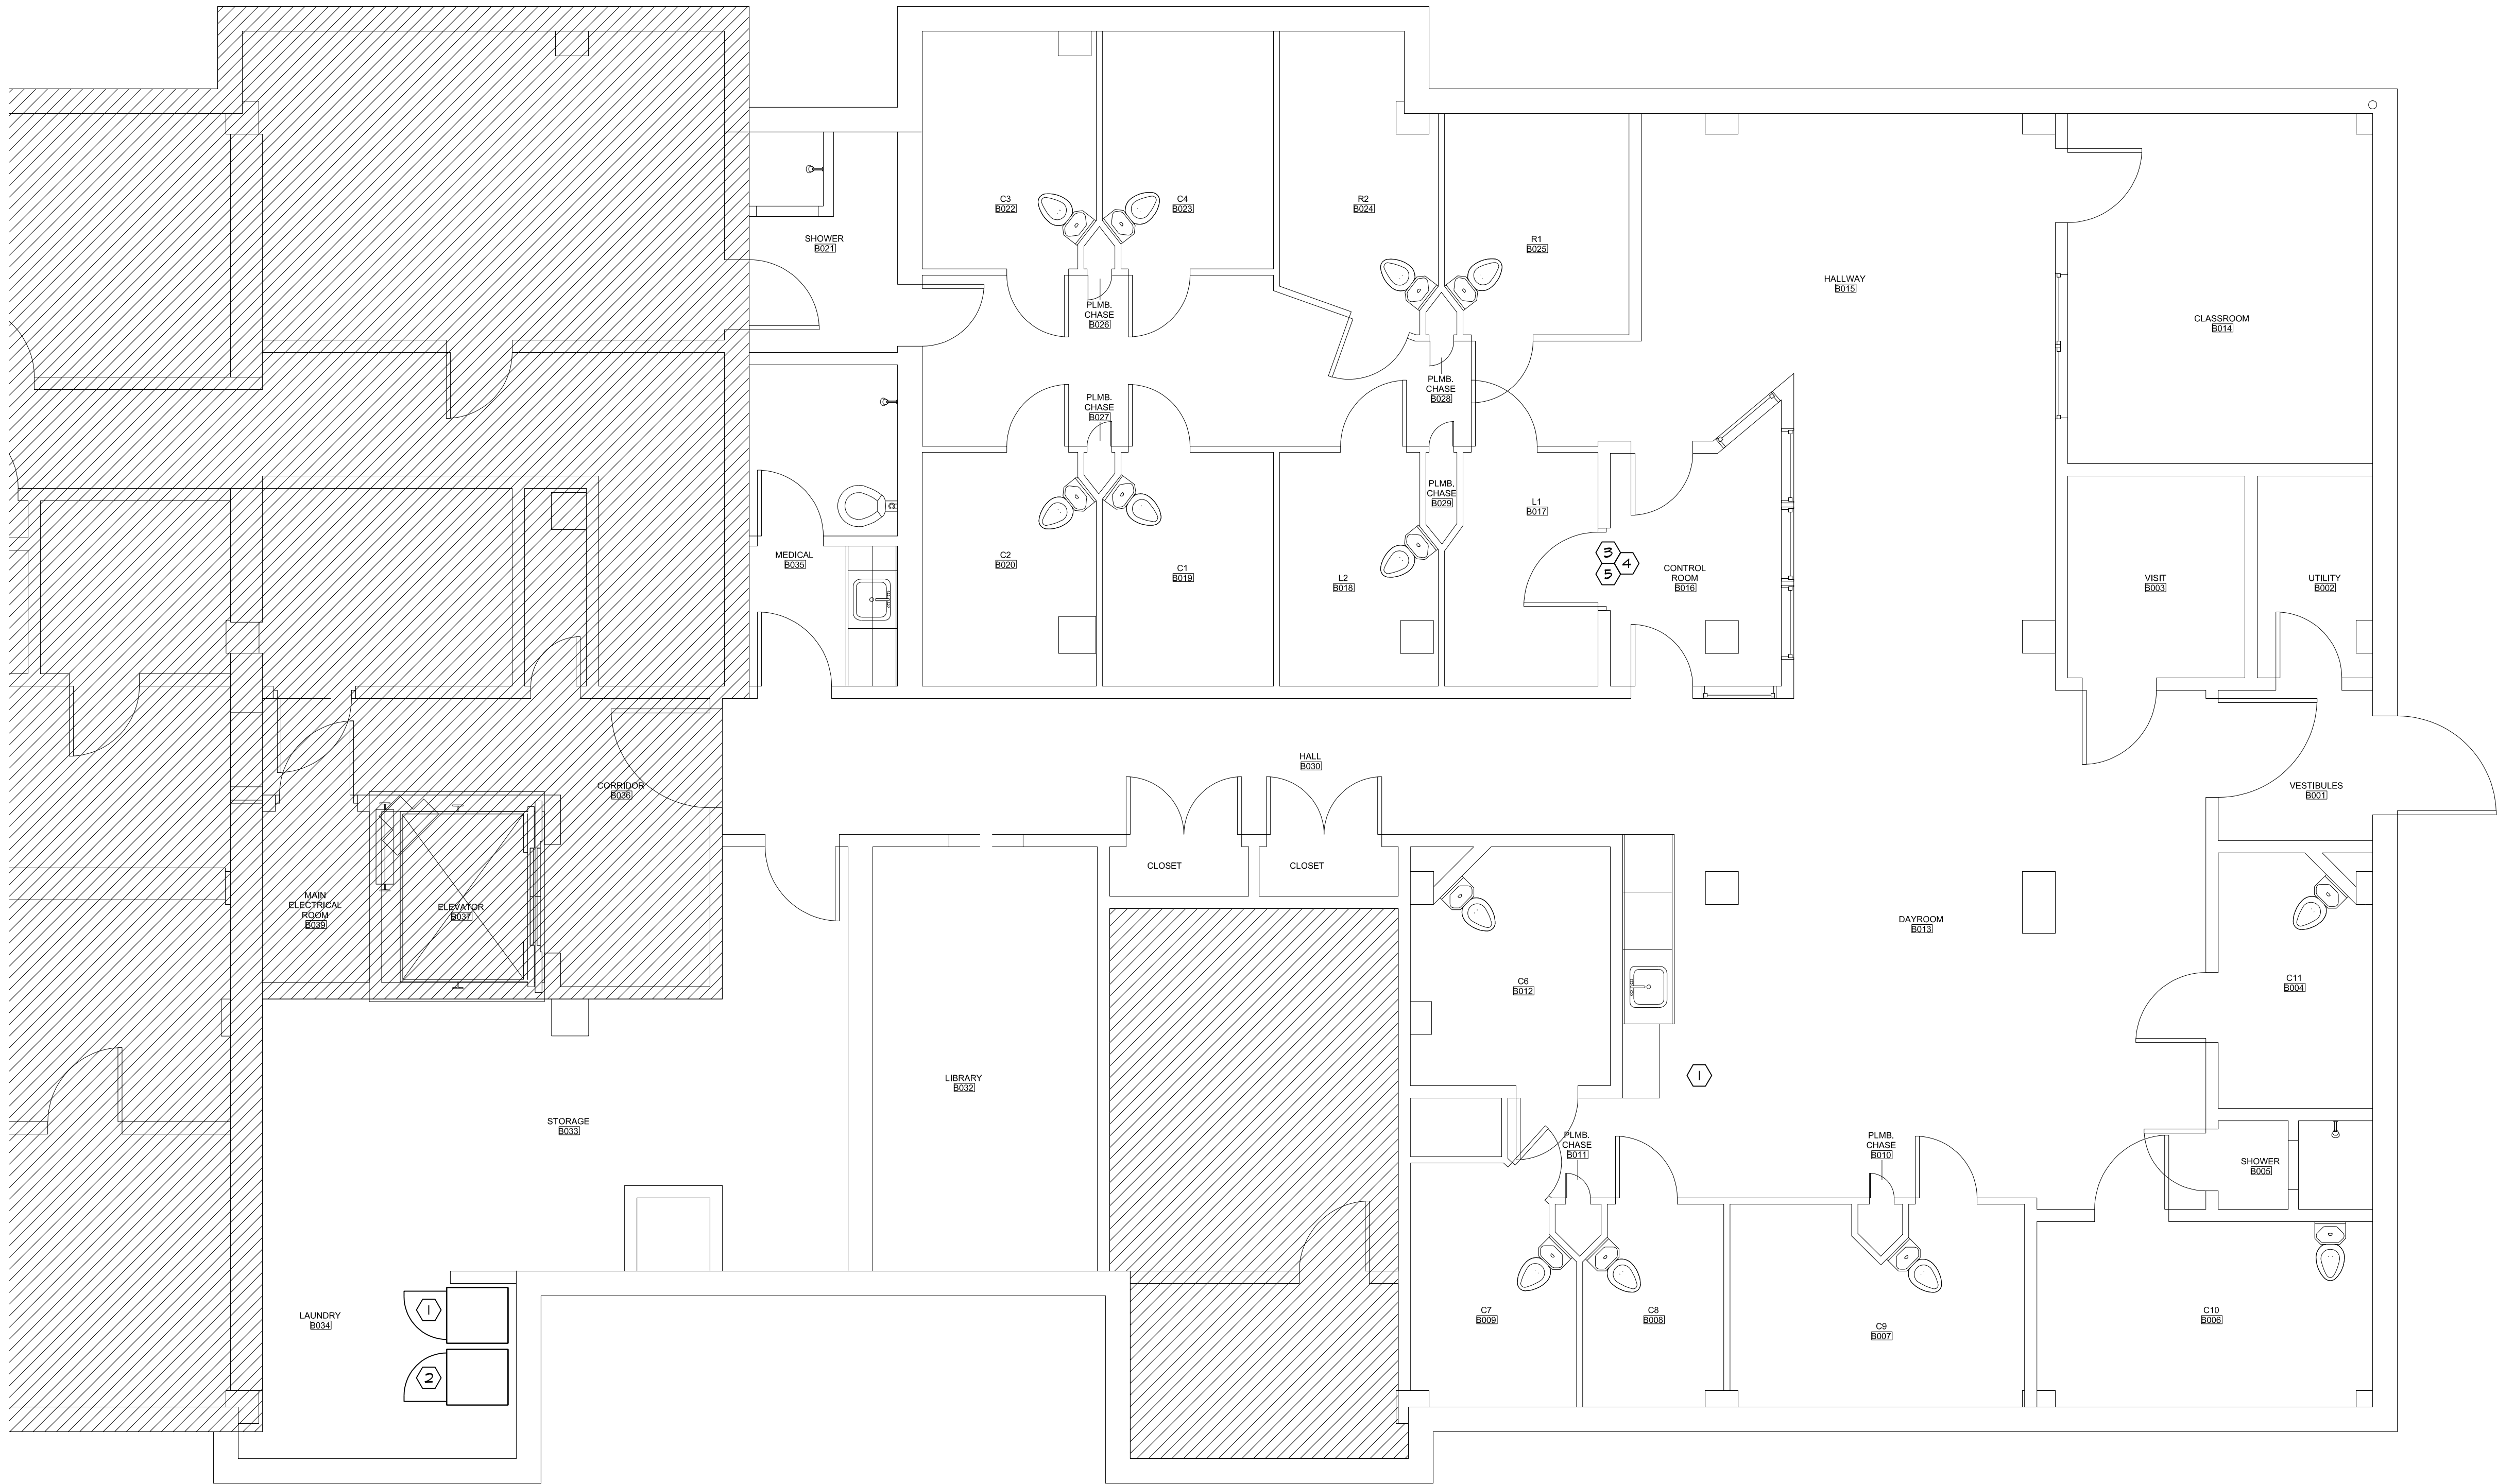 C3
B022
C4
B023
R2
B024
SHOWER
B021
R1
B025
HALLWAY
B015
PLMB.
CHASE
B026
CLASSROOM
B014
PLMB.
CHASE
B028
PLMB.
CHASE
B027
PLMB.
CHASE
B029
L1
B017
MEDICAL
B035
C2
B020
C1
B019
L2
B018
3
4
5
CONTROL
ROOM
B016
VISIT
B003
UTILITY
B002
HALL
B030
CORRIDOR
B036
VESTIBULES
B001
CLOSET
CLOSET
MAIN
ELECTRICAL
ROOM
B039
ELEVATOR
B037
DAYROOM
B013
C6
B012
C11
B004
LIBRARY
B032
1
STORAGE
B033
PLMB.
CHASE
B011
PLMB.
CHASE
B010
SHOWER
B005
LAUNDRY
B034
1
2
C7
B009
C8
B008
C9
B007
C10
B006